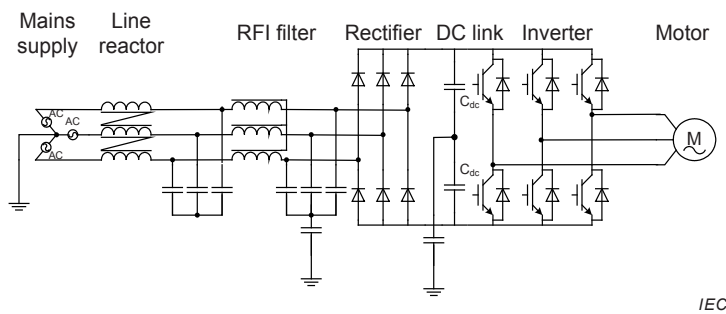 Mains supply
Line reactor
RFI filter
Rectifier
DC link
Inverter
Motor
AC
AC
AC
Cdc
Cdc
M
IEC